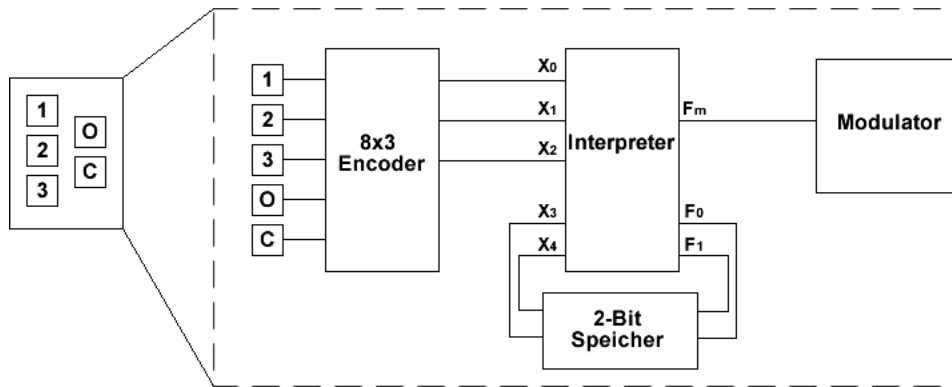 1
2
3
O
C
1
2
3
O
C
8x3
Encoder
X0
X1
X2
X3
X4
Interpreter
Fm
F0
F1
2-Bit
Speicher
Modulator